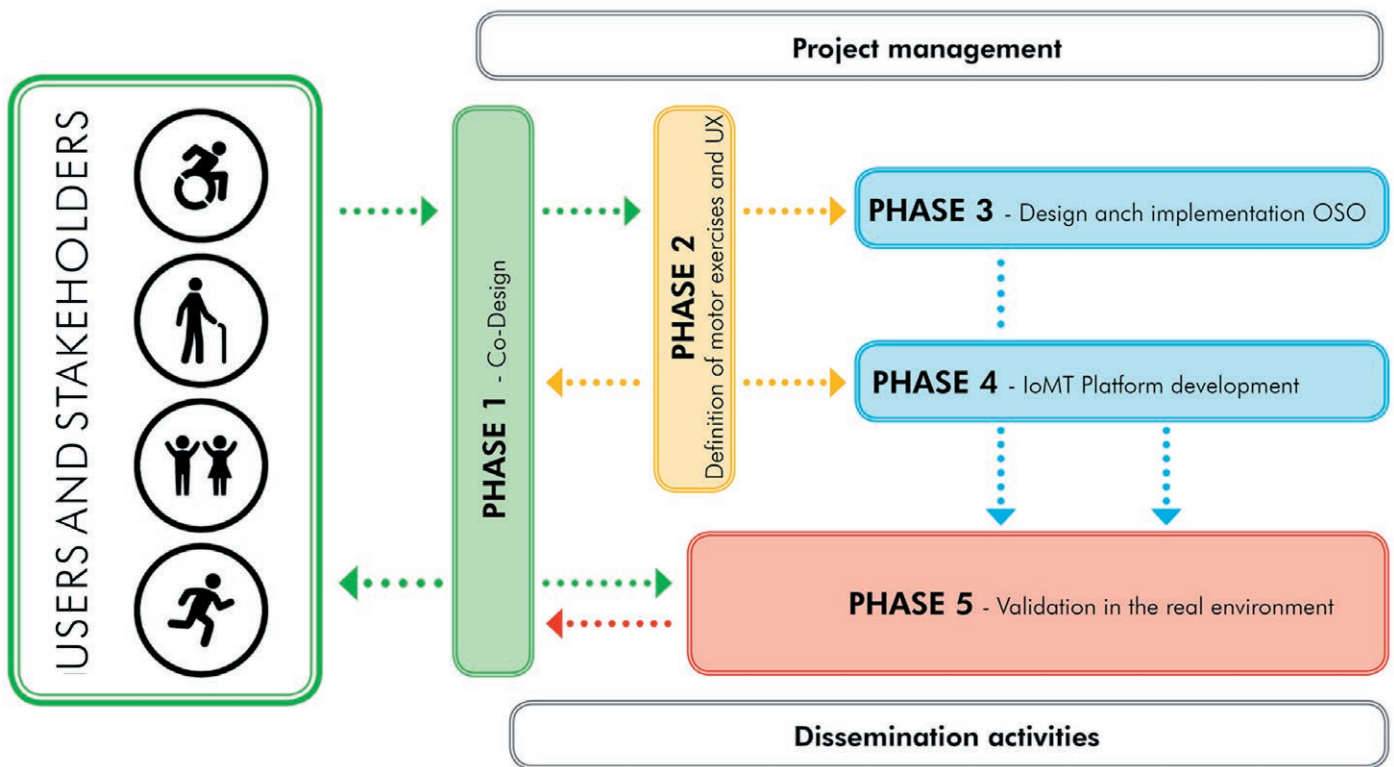 Project management
USERS AND STAKEHOLDERS
PHASE 1 - Co-Design
PHASE 2
Definition of motor exercises and UX
PHASE 3 - Design anch implementation OSO
PHASE 4 - IoMT Platform development
PHASE 5 - Validation in the real environment
Dissemination activities